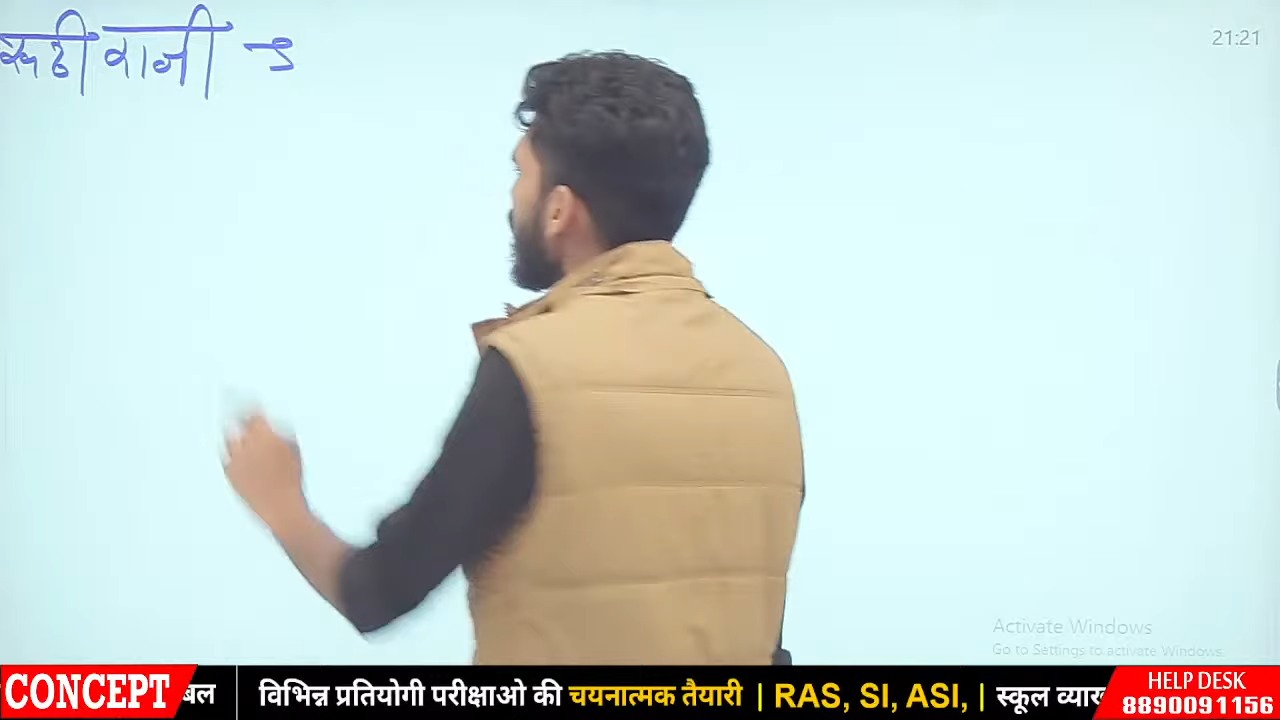 रूठी रानी →
21:21
Activate Windows
Go to Settings to activate Windows.
CONCEPT बल विभिन्न प्रतियोगी परीक्षाओ की चयनात्मक तैयारी | RAS, SI, ASI, | स्कूल व्याख
HELP DESK
8890091156